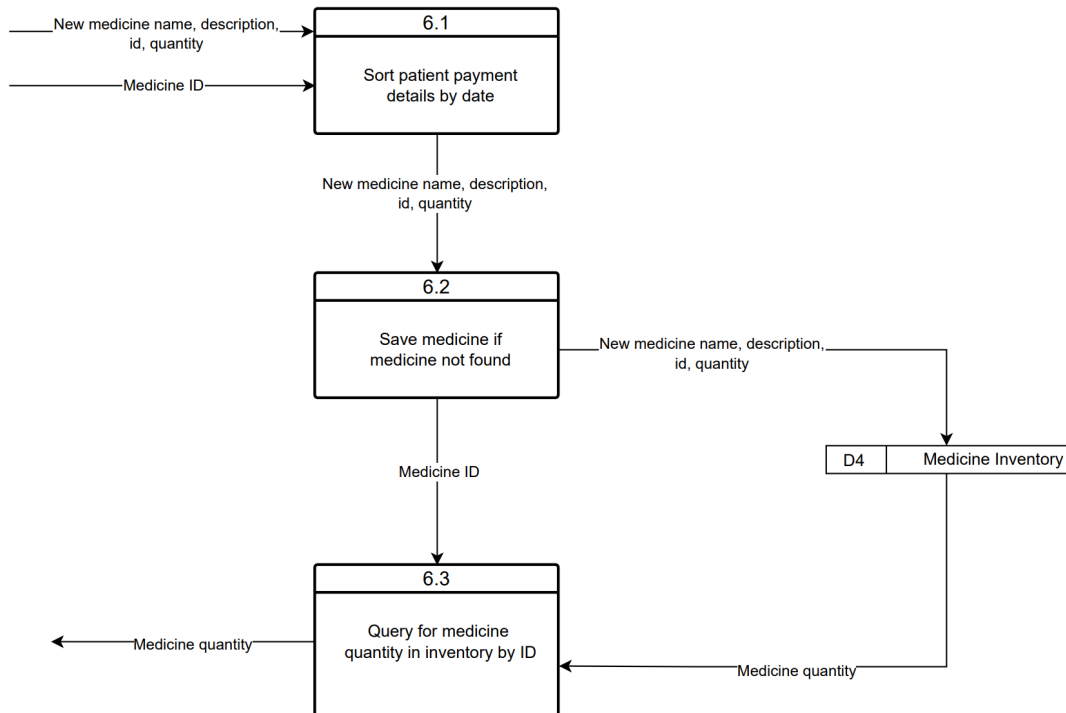 6.1
New medicine name, description,
id, quantity
Medicine ID
Sort patient payment
details by date
New medicine name, description,
id, quantity
6.2
Save medicine if
medicine not found
New medicine name, description,
id, quantity
D4
Medicine Inventory
Medicine ID
6.3
Query for medicine
quantity in inventory by ID
Medicine quantity
Medicine quantity